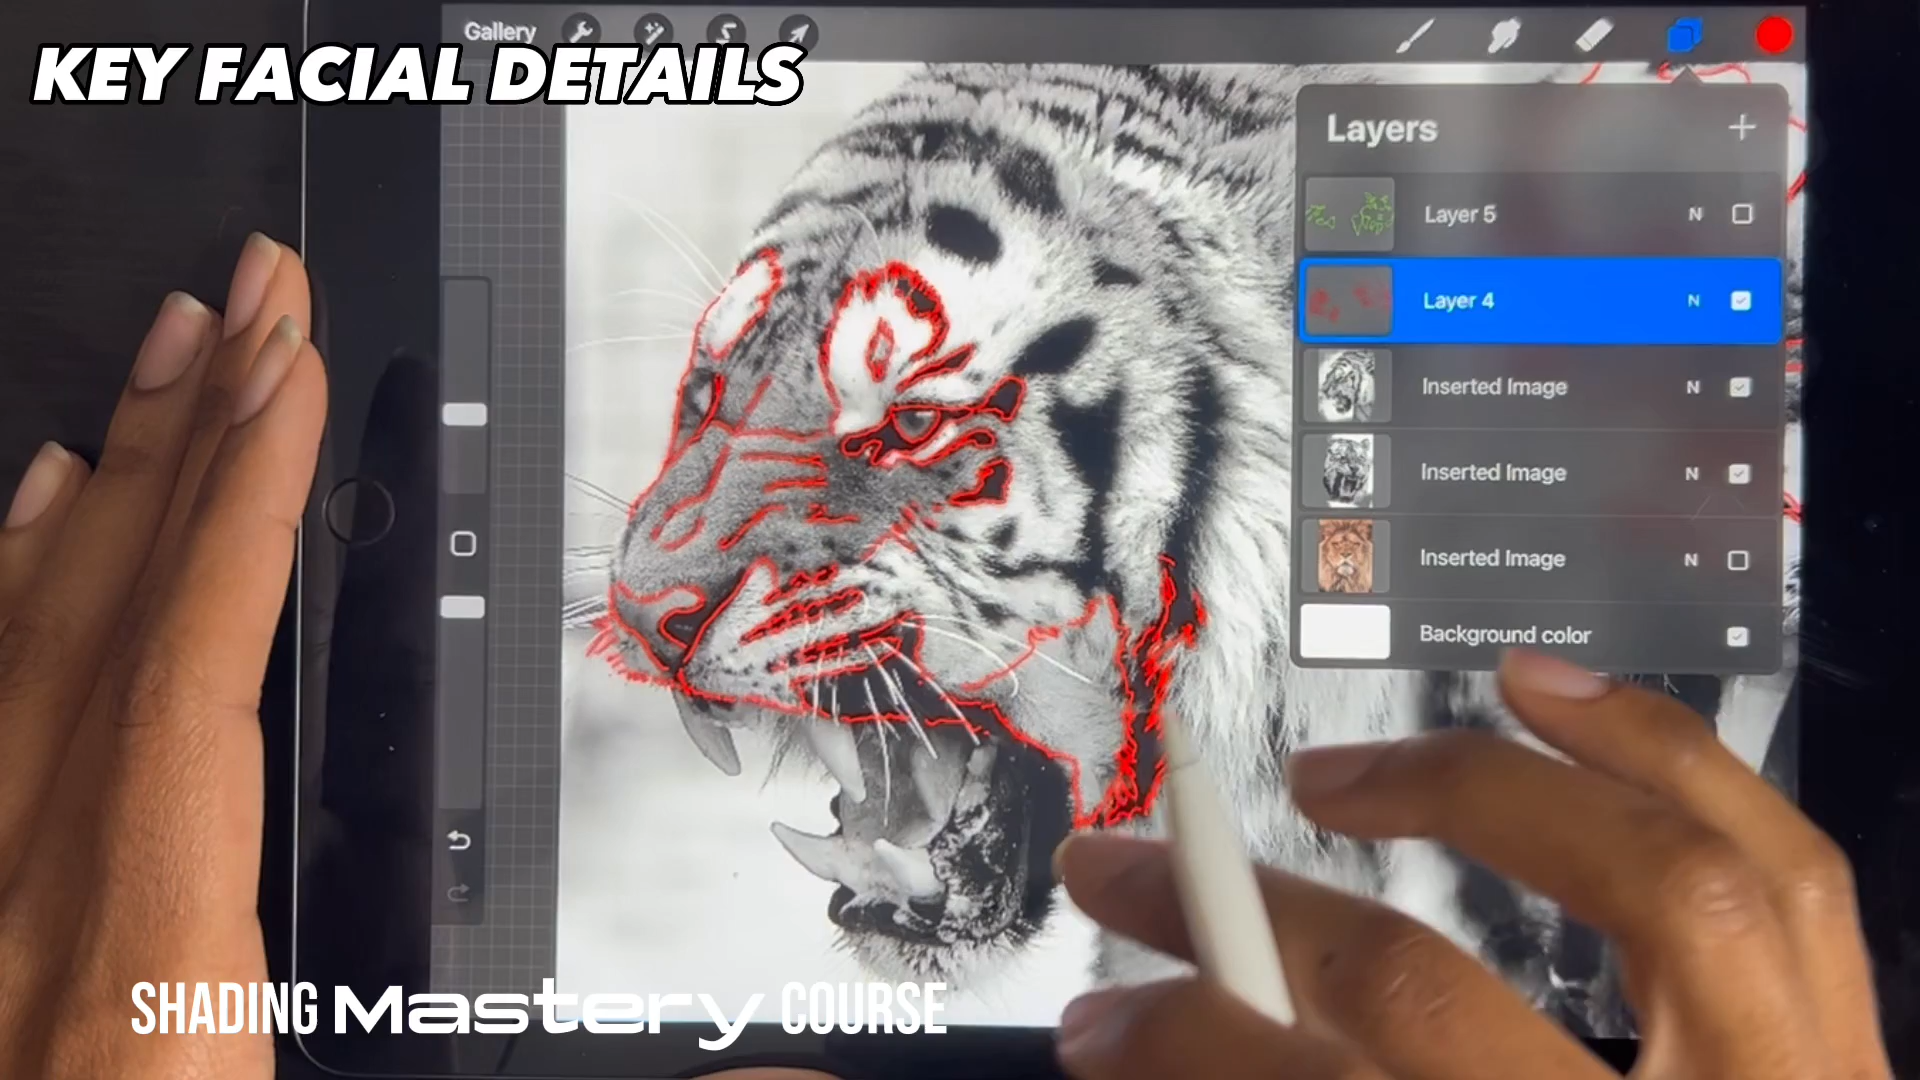 Gallery
KEY FACIAL DETAILS
Layers
Layer 5 N
Layer 4 N
Inserted Image N
Inserted Image N
Inserted Image N
Background color
SHADING Mastery COURSE